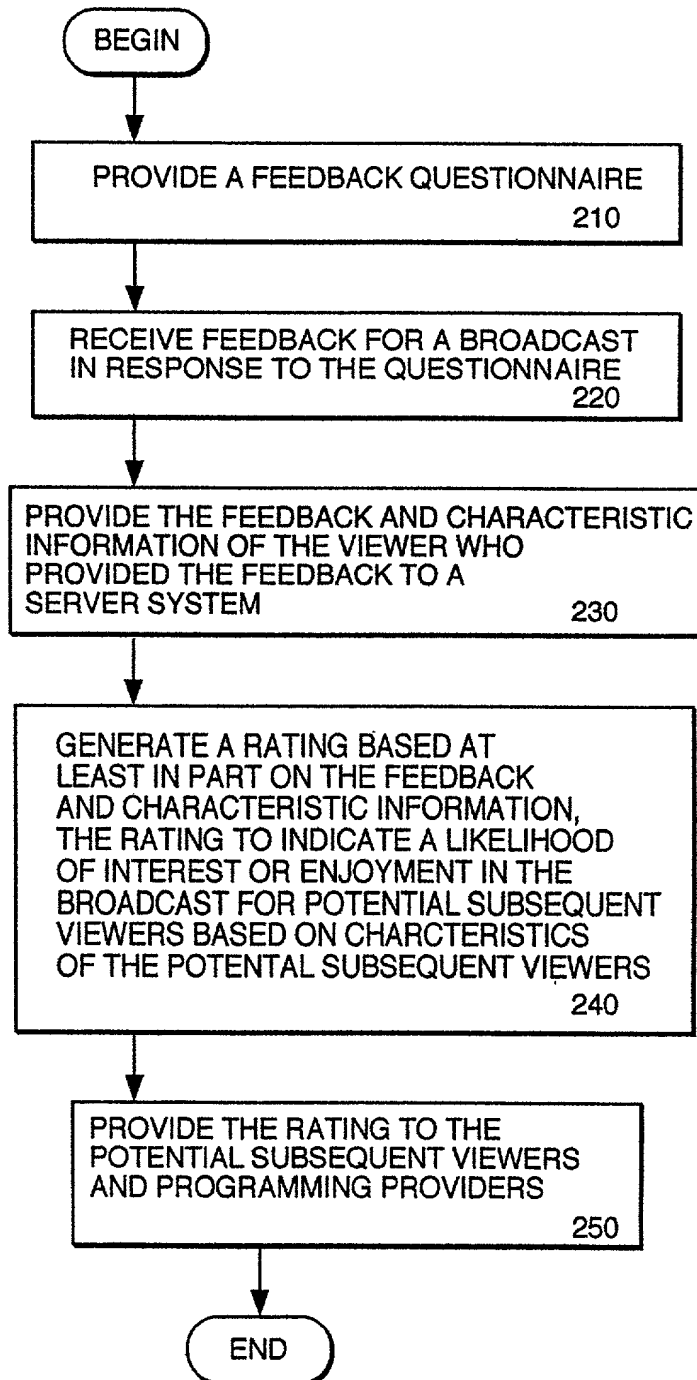 BEGIN
PROVIDE A FEEDBACK QUESTIONNAIRE
210
RECEIVE FEEDBACK FOR A BROADCAST
IN RESPONSE TO THE QUESTIONNAIRE
220
PROVIDE THE FEEDBACK AND CHARACTERISTIC
INFORMATION OF THE VIEWER WHO
PROVIDED THE FEEDBACK TO A
SERVER SYSTEM
230
GENERATE A RATING BASED AT
LEAST IN PART ON THE FEEDBACK
AND CHARACTERISTIC INFORMATION,
THE RATING TO INDICATE A LIKELIHOOD
OF INTEREST OR ENJOYMENT IN THE
BROADCAST FOR POTENTIAL SUBSEQUENT
VIEWERS BASED ON CHARCTERISTICS
OF THE POTENTAL SUBSEQUENT VIEWERS
240
PROVIDE THE RATING TO THE
POTENTIAL SUBSEQUENT VIEWERS
AND PROGRAMMING PROVIDERS
250
END